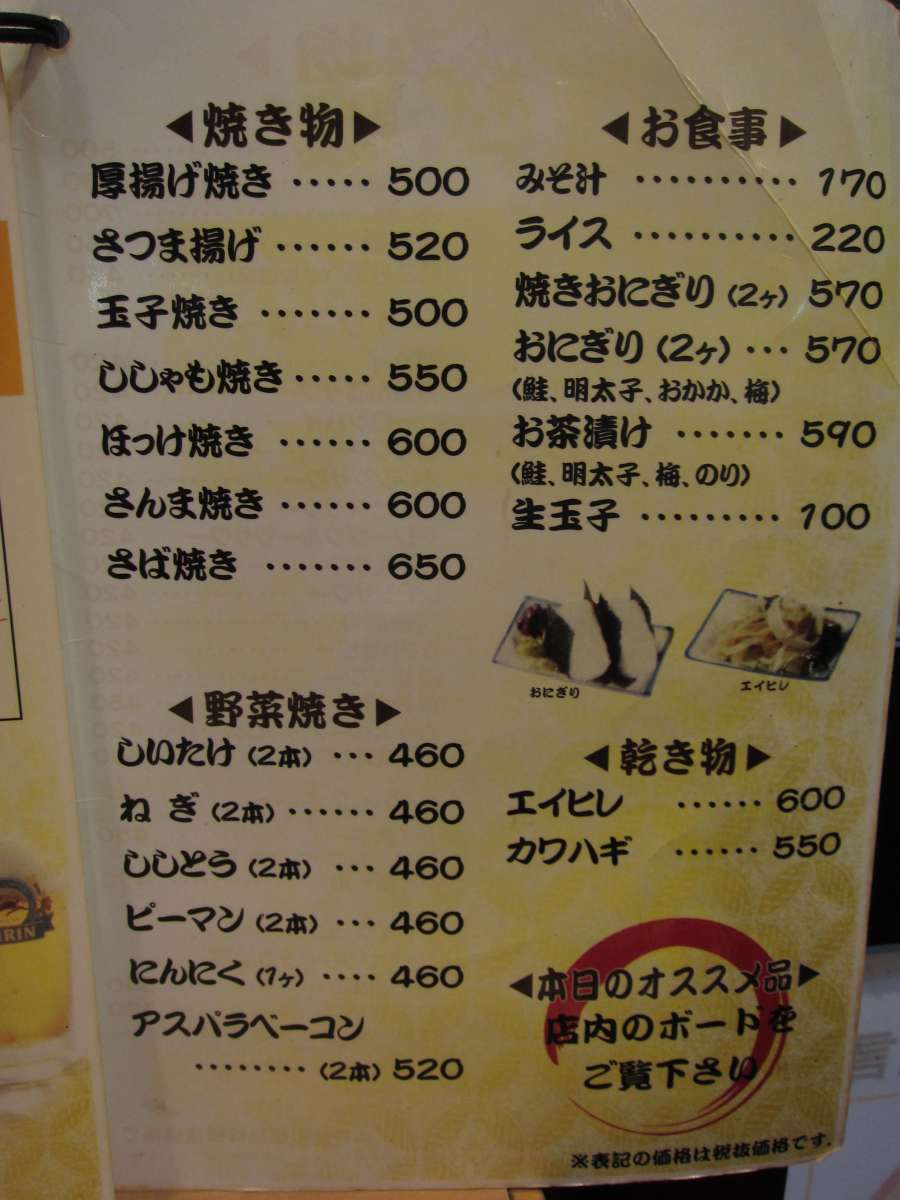 ◀焼き物▶
厚揚げ焼き ····· 500
さつま揚げ ······ 520
玉子焼き ······· 500
ししゃも焼き ····· 550
ほっけ焼き ······ 600
さんま焼き ······ 600
さば焼き ······· 650
◀野菜焼き▶
しいたけ (2本) ··· 460
ねぎ (2本) ······ 460
ししとう (2本) ··· 460
ピーマン (2本) ··· 460
にんにく (1ヶ) ···· 460
アスパラベーコン
········ (2本) 520
◀お食事▶
みそ汁 ·········· 170
ライス ·········· 220
焼きおにぎり (2ヶ) 570
おにぎり (2ヶ) ··· 570
(鮭、明太子、おかか、梅)
お茶漬け ······· 590
(鮭、明太子、梅、のり)
生玉子 ········· 100
おにぎり
エイヒレ
◀乾き物▶
エイヒレ ······ 600
カワハギ ······ 550
◀本日のオススメ品▶
店内のボードを
ご覧下さい
※表記の価格は税抜価格です。